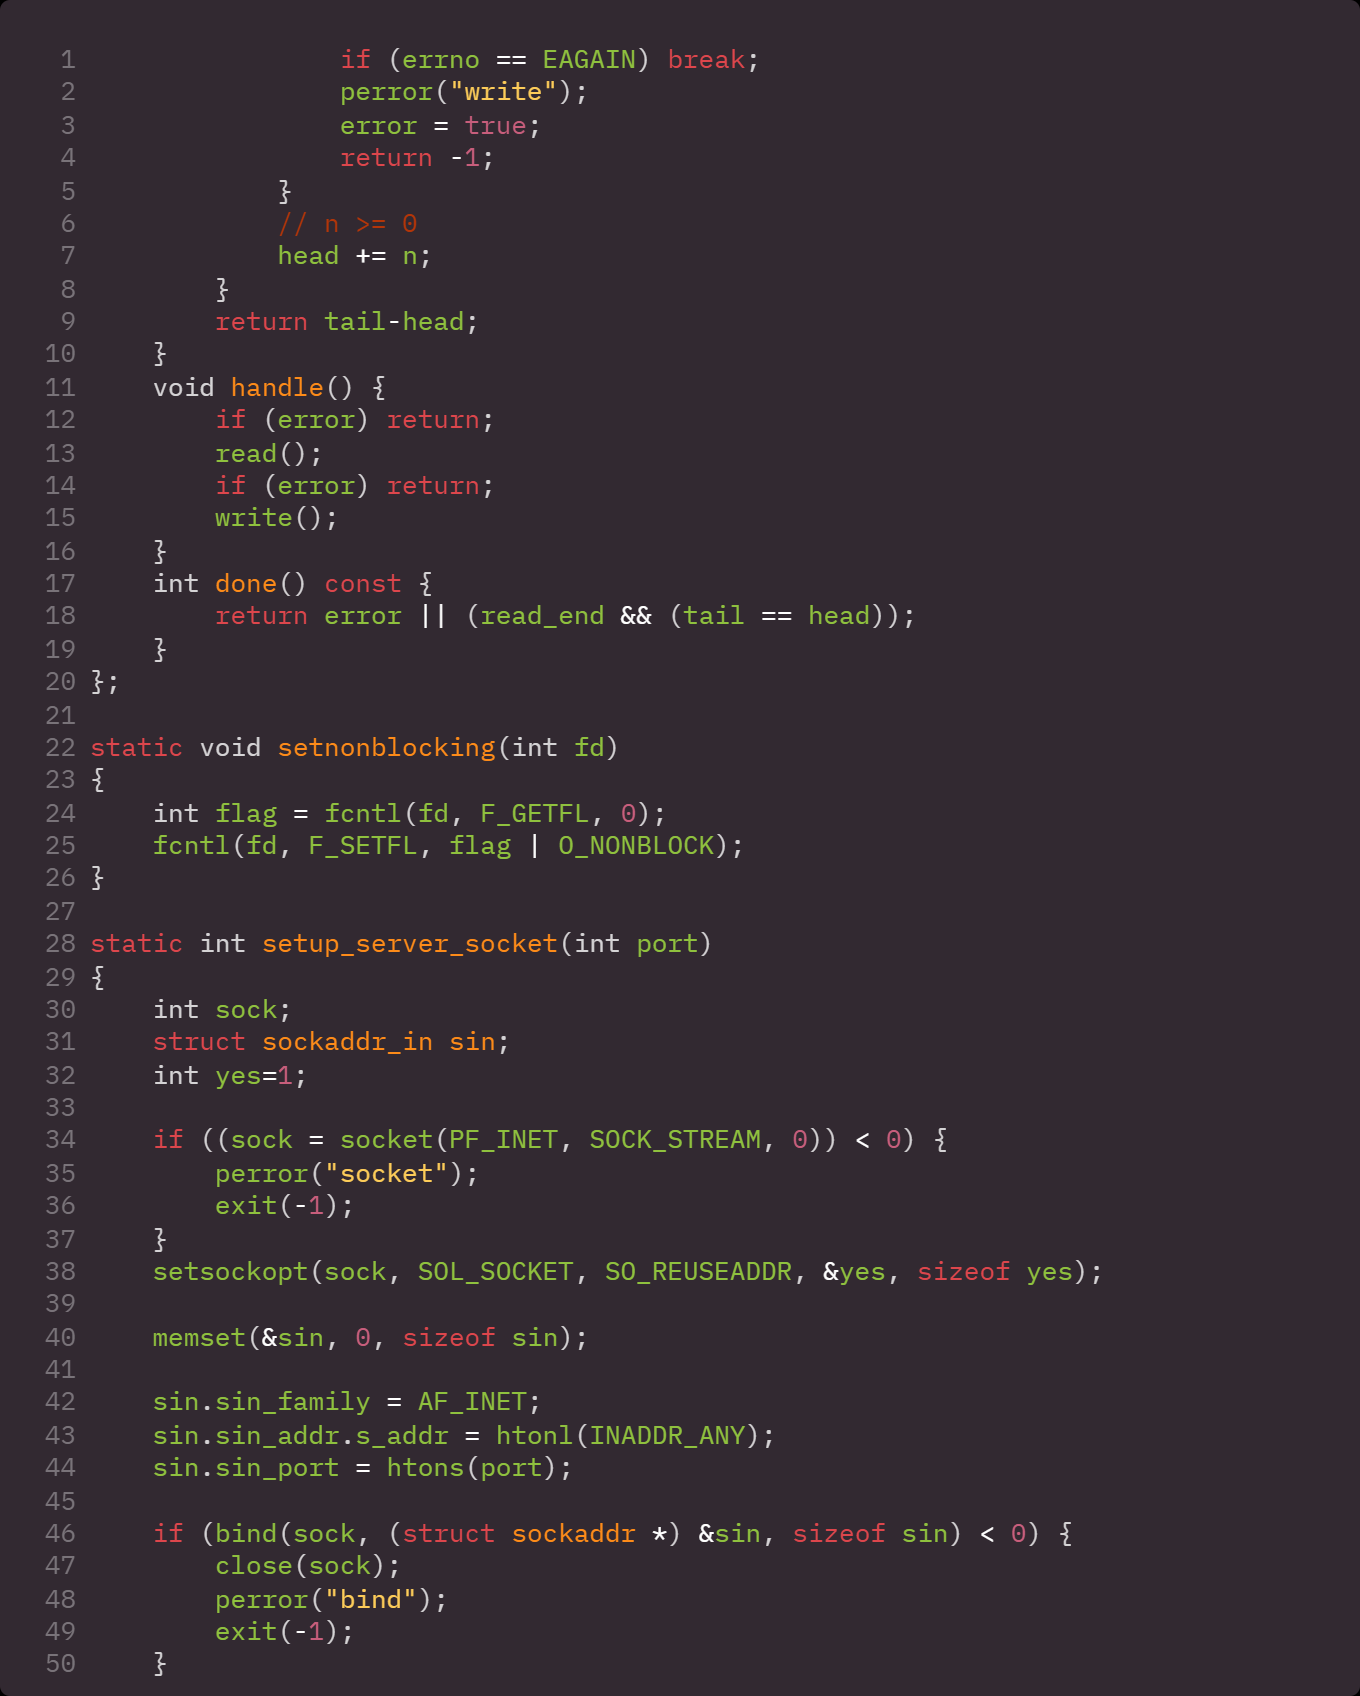 1 if (errno == EAGAIN) break;
2 perror("write");
3 error = true;
4 return -1;
5 }
6 // n >= 0
7 head += n;
8 }
9 return tail-head;
10 }
11 void handle() {
12 if (error) return;
13 read();
14 if (error) return;
15 write();
16 }
17 int done() const {
18 return error || (read_end && (tail == head));
19 }
20 };
21
22 static void setnonblocking(int fd)
23 {
24 int flag = fcntl(fd, F_GETFL, 0);
25 fcntl(fd, F_SETFL, flag | O_NONBLOCK);
26 }
27
28 static int setup_server_socket(int port)
29 {
30 int sock;
31 struct sockaddr_in sin;
32 int yes=1;
33
34 if ((sock = socket(PF_INET, SOCK_STREAM, 0)) < 0) {
35 perror("socket");
36 exit(-1);
37 }
38 setsockopt(sock, SOL_SOCKET, SO_REUSEADDR, &yes, sizeof yes);
39
40 memset(&sin, 0, sizeof sin);
41
42 sin.sin_family = AF_INET;
43 sin.sin_addr.s_addr = htonl(INADDR_ANY);
44 sin.sin_port = htons(port);
45
46 if (bind(sock, (struct sockaddr *) &sin, sizeof sin) < 0) {
47 close(sock);
48 perror("bind");
49 exit(-1);
50 }